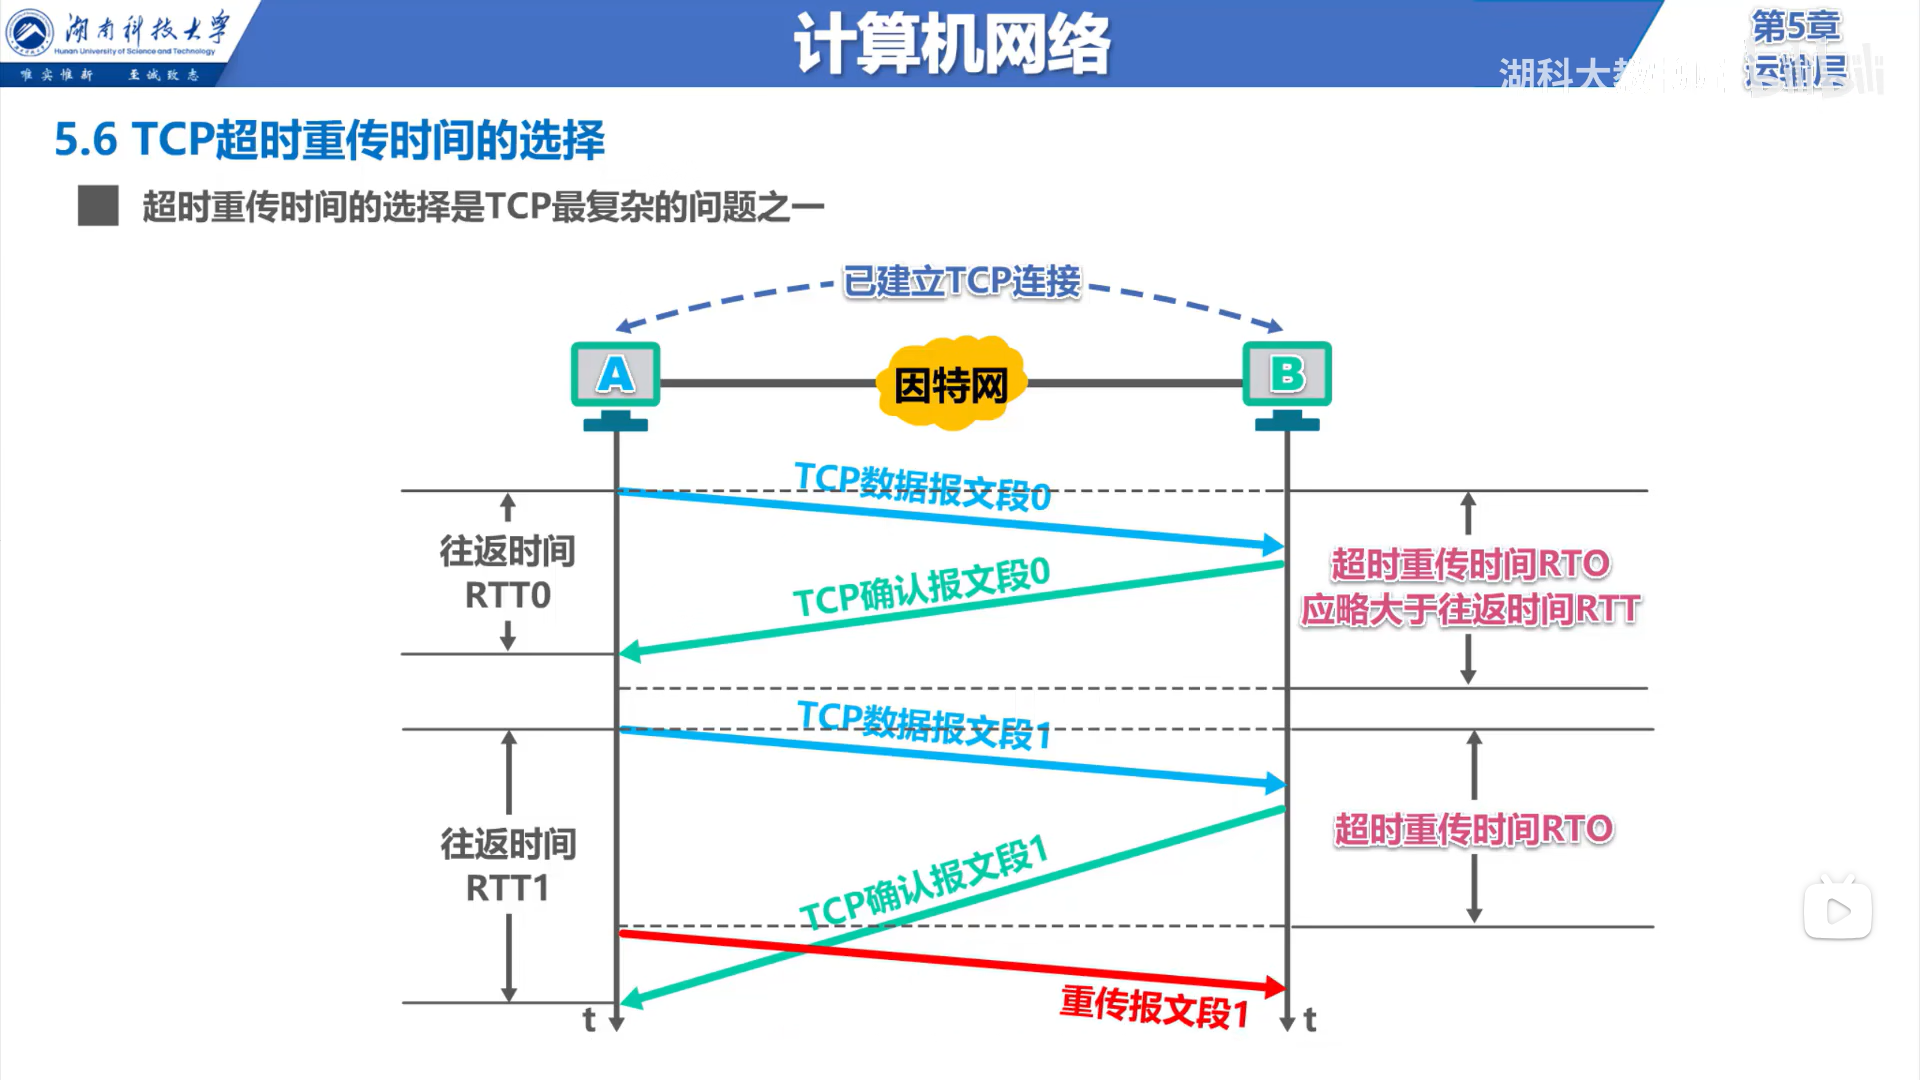 湖南科技大学
Hunan University of Science and Technology
唯实惟新 至诚致志
计算机网络
第5章
运输层
湖科大教
5.6 TCP超时重传时间的选择
超时重传时间的选择是TCP最复杂的问题之一
已建立TCP连接
A
因特网
B
TCP数据报文段0
往返时间
RTT0
TCP确认报文段0
超时重传时间RTO
应略大于往返时间RTT
TCP数据报文段1
往返时间
RTT1
TCP确认报文段1
超时重传时间RTO
重传报文段1
t
t